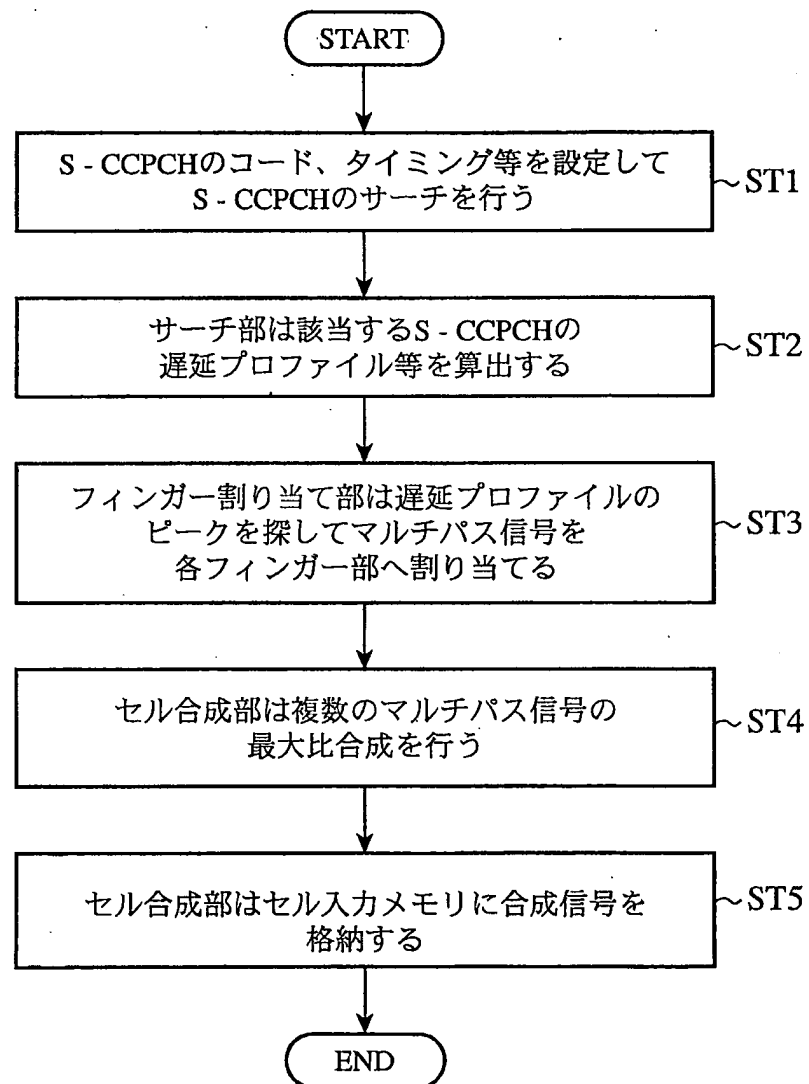 START
S - CCPCHのコード、タイミング等を設定して
S - CCPCHのサーチを行う
~ST1
サーチ部は該当するS - CCPCHの
遅延プロファイル等を算出する
~ST2
フィンガー割り当て部は遅延プロファイルの
ピークを探してマルチパス信号を
各フィンガー部へ割り当てる
~ST3
セル合成部は複数のマルチパス信号の
最大比合成を行う
~ST4
セル合成部はセル入力メモリに合成信号を
格納する
~ST5
END